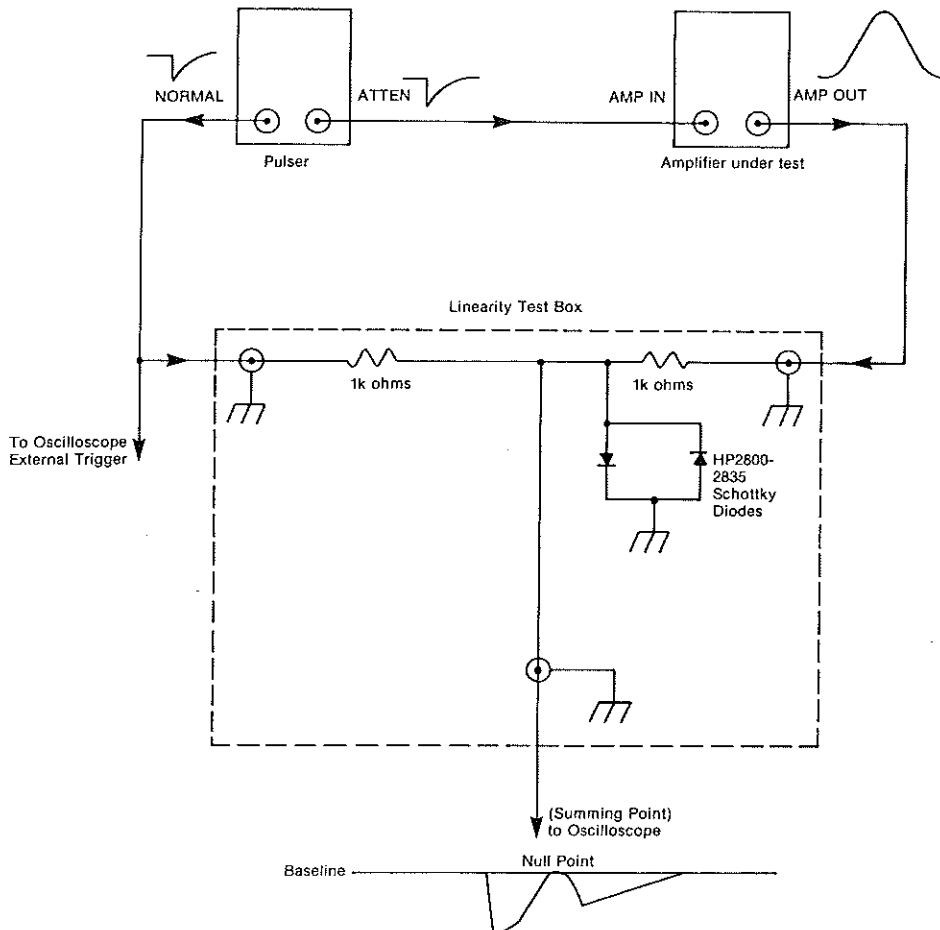 NORMAL
ATTEN
AMP IN
AMP OUT
Pulser
Amplifier under test
Linearity Test Box
1k ohms
1k ohms
To Oscilloscope
External Trigger
HP2800-
2835
Schottky
Diodes
(Summing Point)
to Oscilloscope
Null Point
Baseline